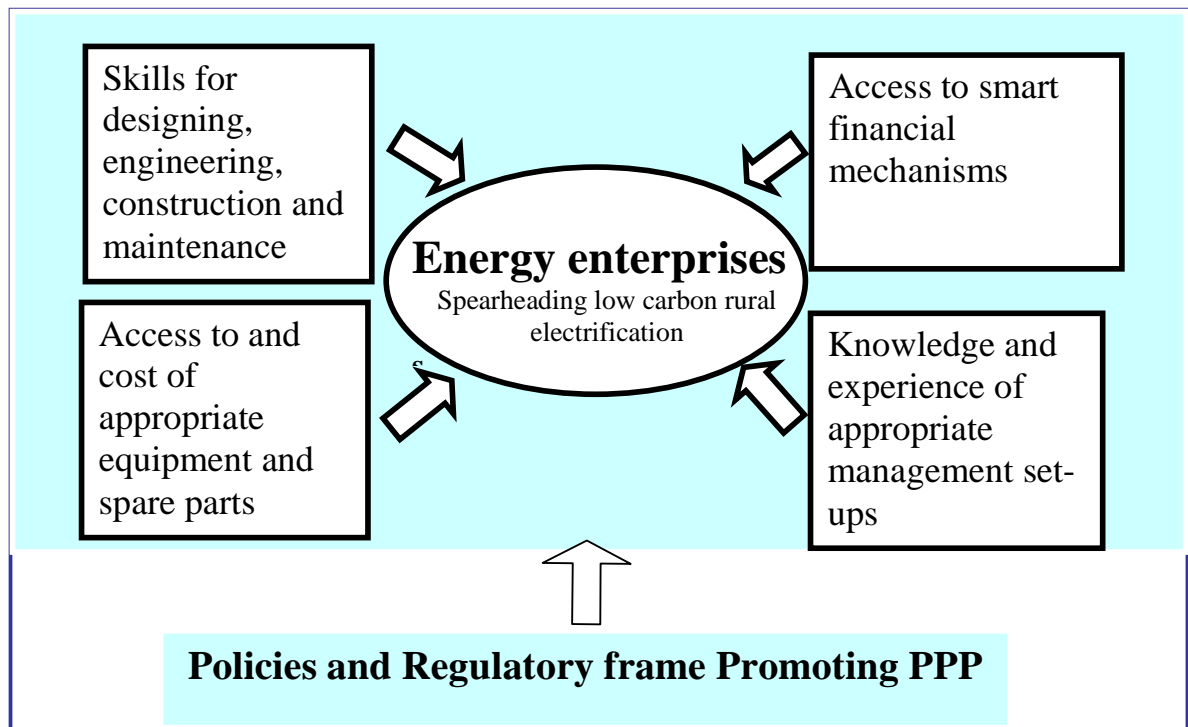 Skills for
designing,
engineering,
construction and
maintenance
Access to smart
financial
mechanisms
Energy enterprises
Spearheading low carbon rural
electrification
Access to and
cost of
appropriate
equipment and
spare parts
Knowledge and
experience of
appropriate
management set-
ups
Policies and Regulatory frame Promoting PPP